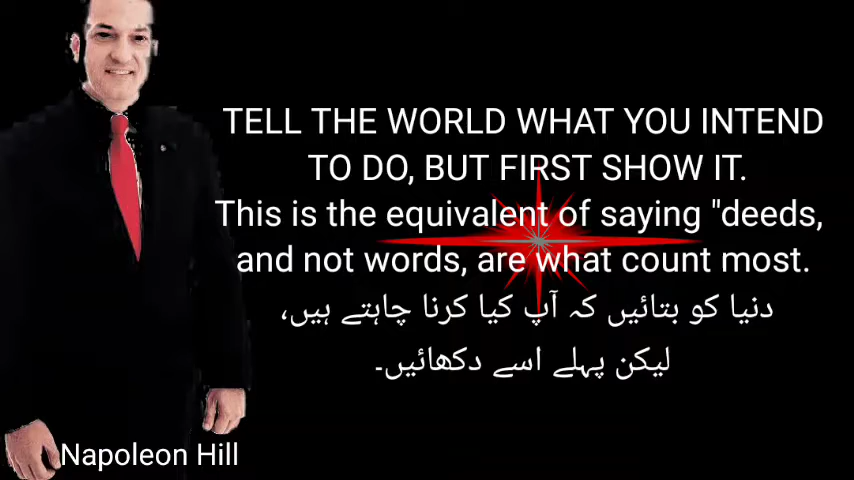 TELL THE WORLD WHAT YOU INTEND
TO DO, BUT FIRST SHOW IT.
This is the equivalent of saying "deeds,
and not words, are what count most.
دنیا کو بتائیں کہ آپ کیا کرنا چاہتے ہیں،
لیکن پہلے اسے دکھائیں۔
Napoleon Hill